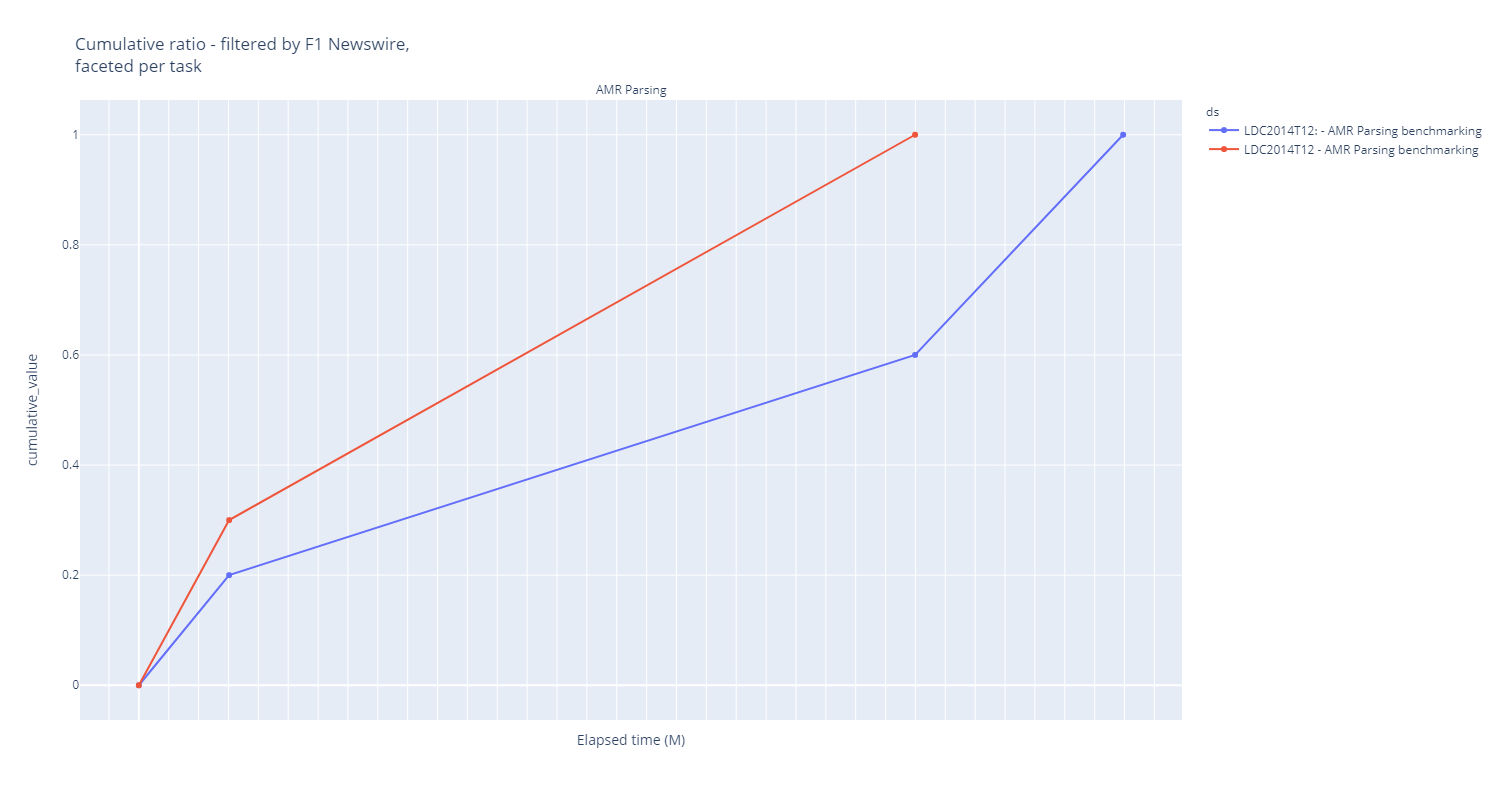 Cumulative ratio - filtered by F1 Newswire,
faceted per task
AMR Parsing
ds
LDC2014T12: - AMR Parsing benchmarking
LDC2014T12 - AMR Parsing benchmarking
1
0.8
0.6
0.4
0.2
0
cumulative_value
Elapsed time (M)